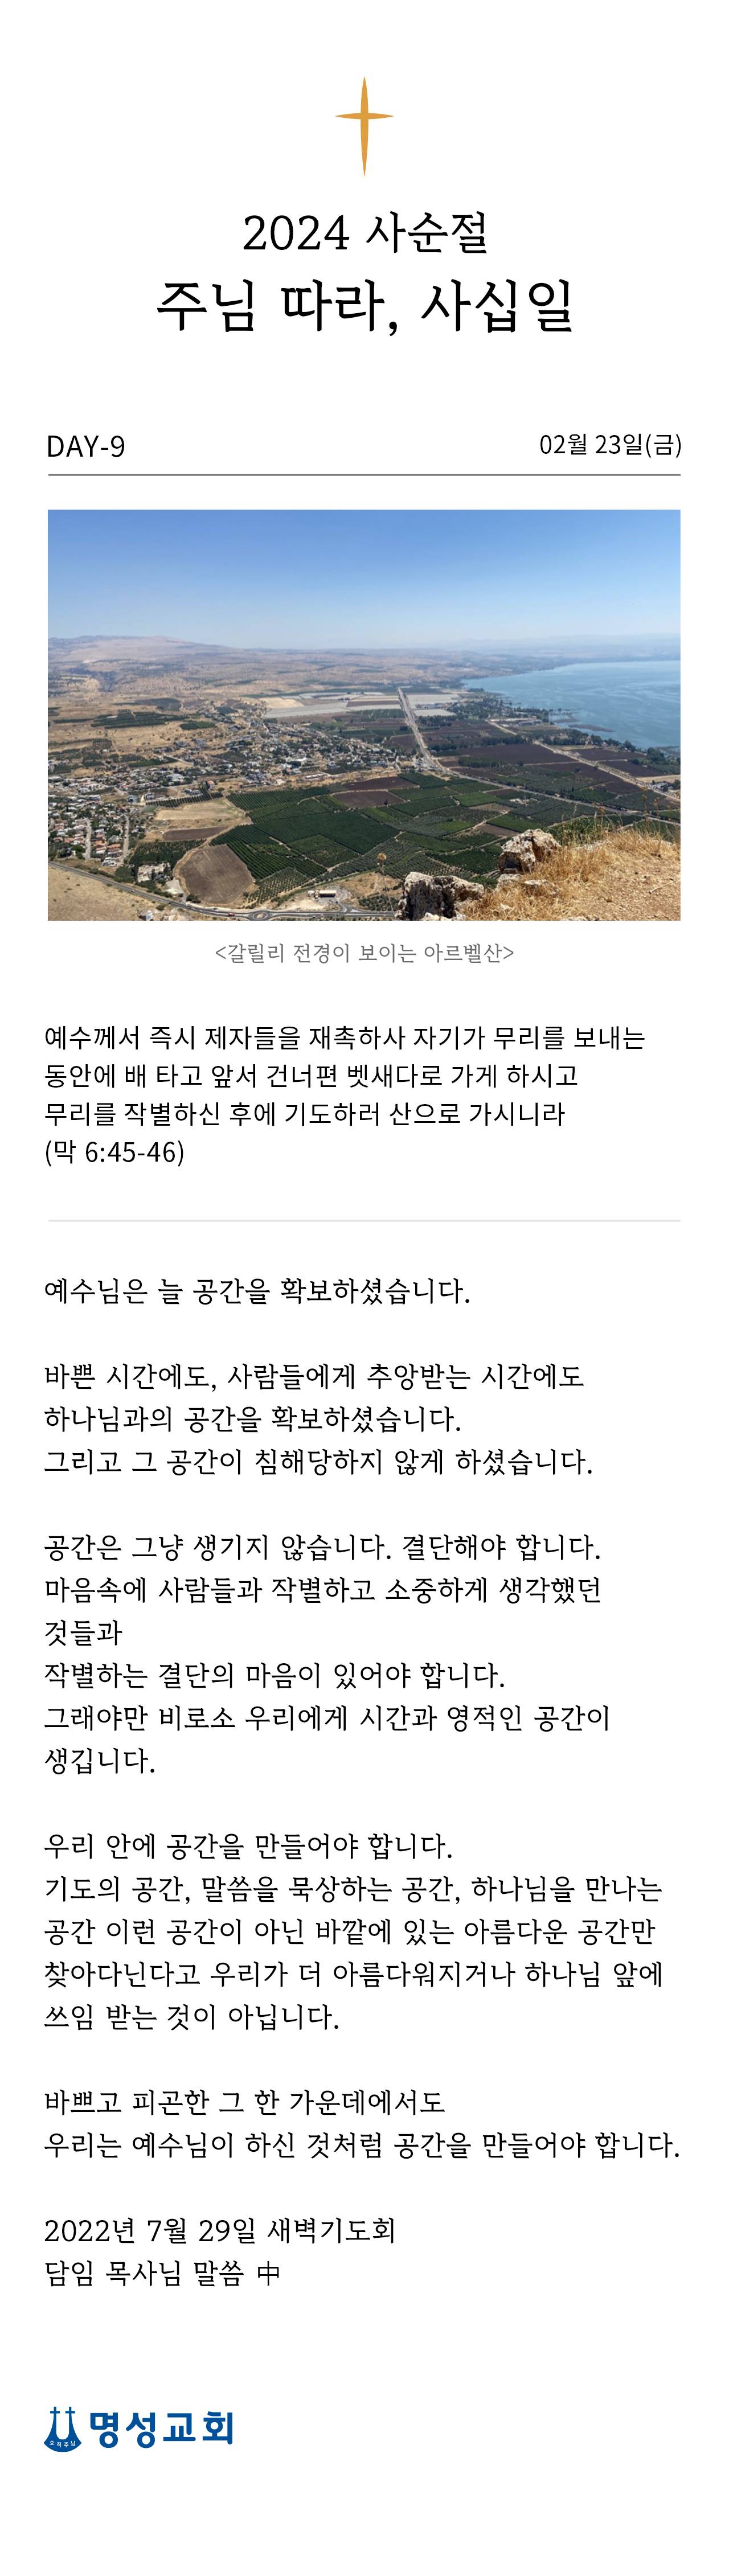 2024 사순절
주님 따라, 사십일
DAY-9
02월 23일(금)
<갈릴리 전경이 보이는 아르벨산>
예수께서 즉시 제자들을 재촉하사 자기가 무리를 보내는
동안에 배 타고 앞서 건너편 벳새다로 가게 하시고
무리를 작별하신 후에 기도하러 산으로 가시니라
(막 6:45-46)
예수님은 늘 공간을 확보하셨습니다.
바쁜 시간에도, 사람들에게 추앙받는 시간에도
하나님과의 공간을 확보하셨습니다.
그리고 그 공간이 침해당하지 않게 하셨습니다.
공간은 그냥 생기지 않습니다. 결단해야 합니다.
마음속에 사람들과 작별하고 소중하게 생각했던
것들과
작별하는 결단의 마음이 있어야 합니다.
그래야만 비로소 우리에게 시간과 영적인 공간이
생깁니다.
우리 안에 공간을 만들어야 합니다.
기도의 공간, 말씀을 묵상하는 공간, 하나님을 만나는
공간 이런 공간이 아닌 바깥에 있는 아름다운 공간만
찾아다닌다고 우리가 더 아름다워지거나 하나님 앞에
쓰임 받는 것이 아닙니다.
바쁘고 피곤한 그 한 가운데에서도
우리는 예수님이 하신 것처럼 공간을 만들어야 합니다.
2022년 7월 29일 새벽기도회
담임 목사님 말씀 中
오직주님
명성교회